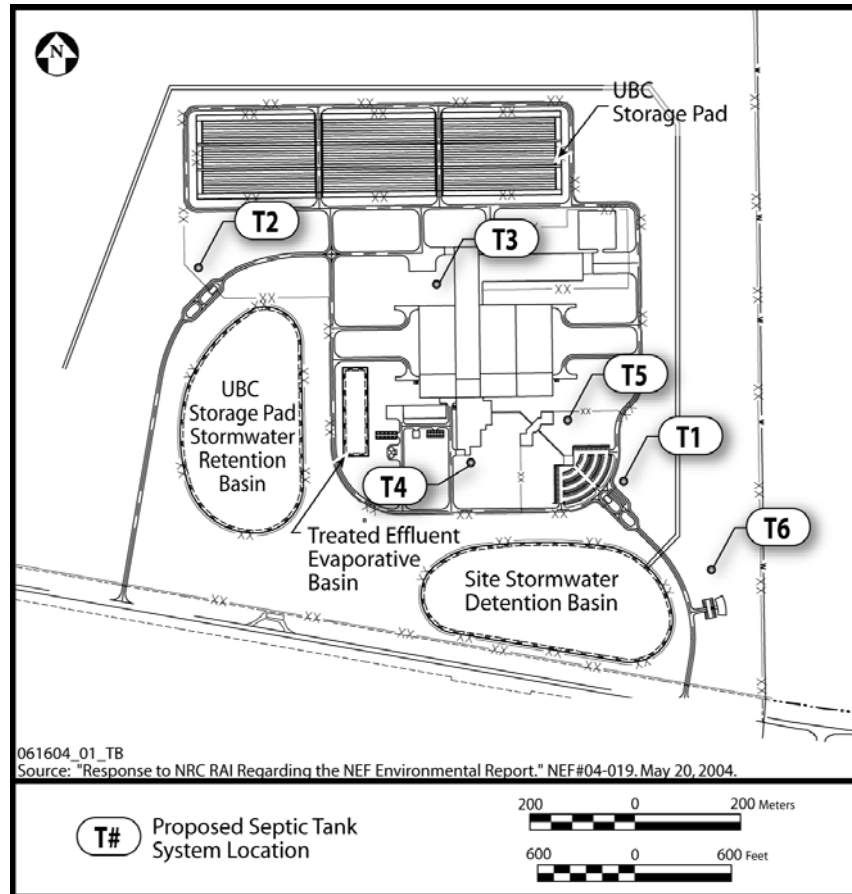 N
UBC
Storage Pad
T2
T3
T5
UBC
Storage Pad
Stormwater
Retention
Basin
T1
T4
T6
Treated Effluent
Evaporative
Basin
Site Stormwater
Detention Basin
061604_01_TB
Source: "Response to NRC RAI Regarding the NEF Environmental Report." NEF#04-019. May 20, 2004.
T#
Proposed Septic Tank
System Location
200 0 200 Meters
600 0 600 Feet